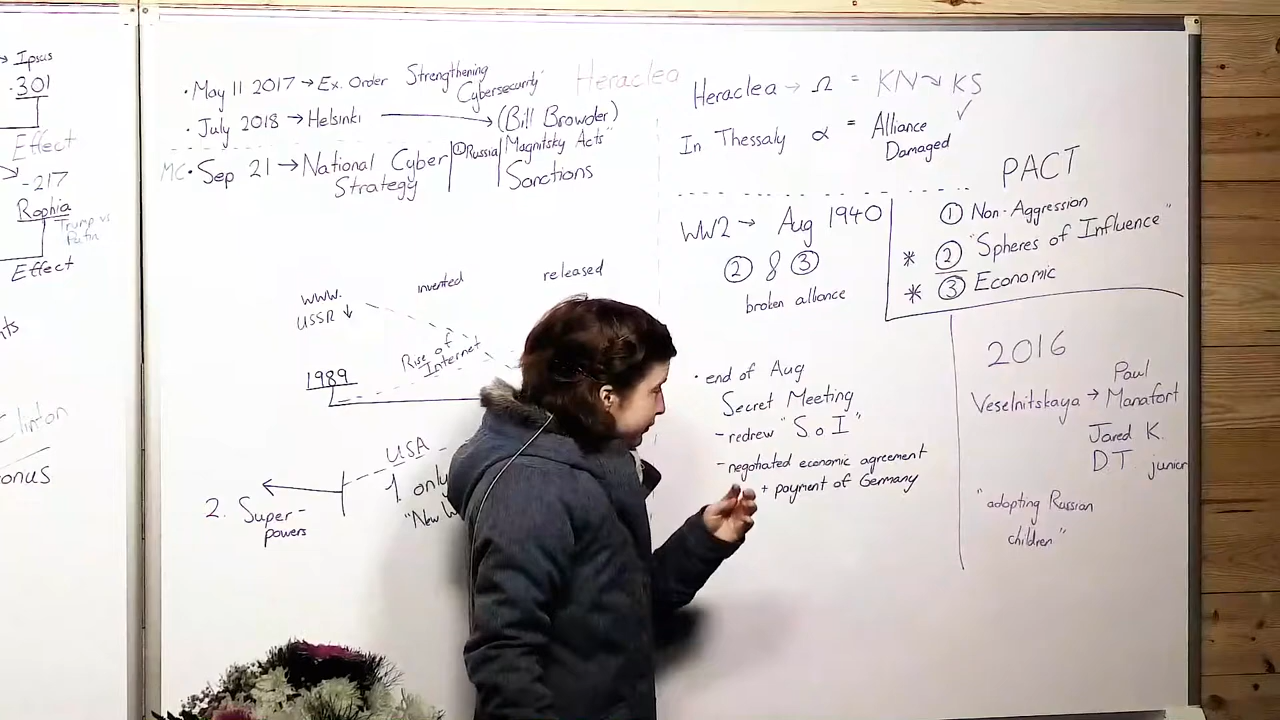 Ipsus
301
Effect
-217
Raphia
Trump vs
Putin
Effect
Clinton
· May 11 2017 → Ex. Order Strengthening
Cybersecurity"
· July 2018 → Helsinki → (Bill Browder)
MC · Sep 21 → National Cyber
Strategy
① Russia
Magnitsky Acts"
Sanctions
Heraclea
WWW.
USSR ↓
invented
released
Rise of
Internet
1989
2. Super-
powers
USA
1 only
"New W
Heraclea → Ω = KN → KS
In Thessaly α = Alliance ✓
Damaged
WW2 → Aug 1940
② & ③
broken alliance
PACT
① Non-Aggression
* ② "Spheres of Influence"
* ③ Economic
· end of Aug
Secret Meeting
- redrew "S o I"
- negotiated economic agreement
+ payment of Germany
2016
Veselnitskaya → Paul
Manafort
Jared K.
DT junior
"adopting Russian
children"